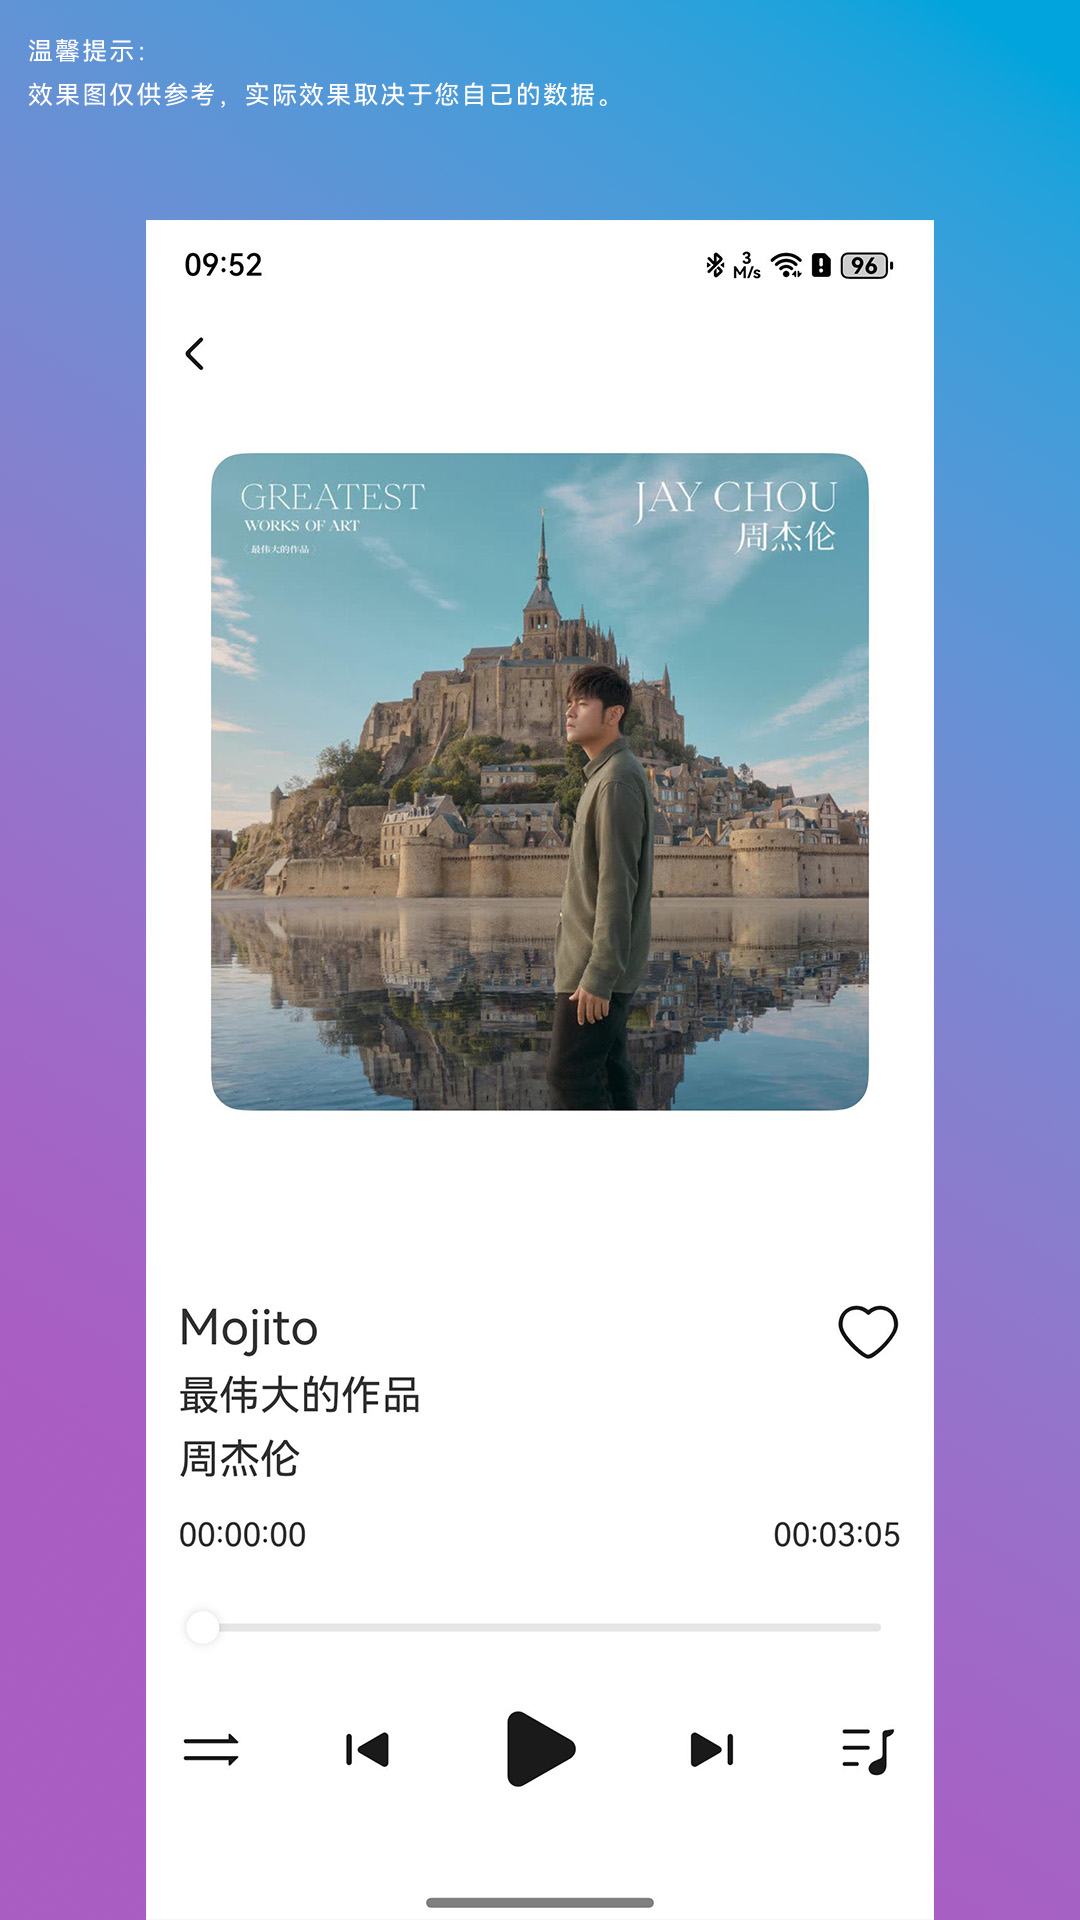 温馨提示：
效果图仅供参考，实际效果取决于您自己的数据。
09:52
3 M/s
96
GREATEST
WORKS OF ART
〈最伟大的作品〉
JAY CHOU
周杰伦
Mojito
最伟大的作品
周杰伦
00:00:00
00:03:05